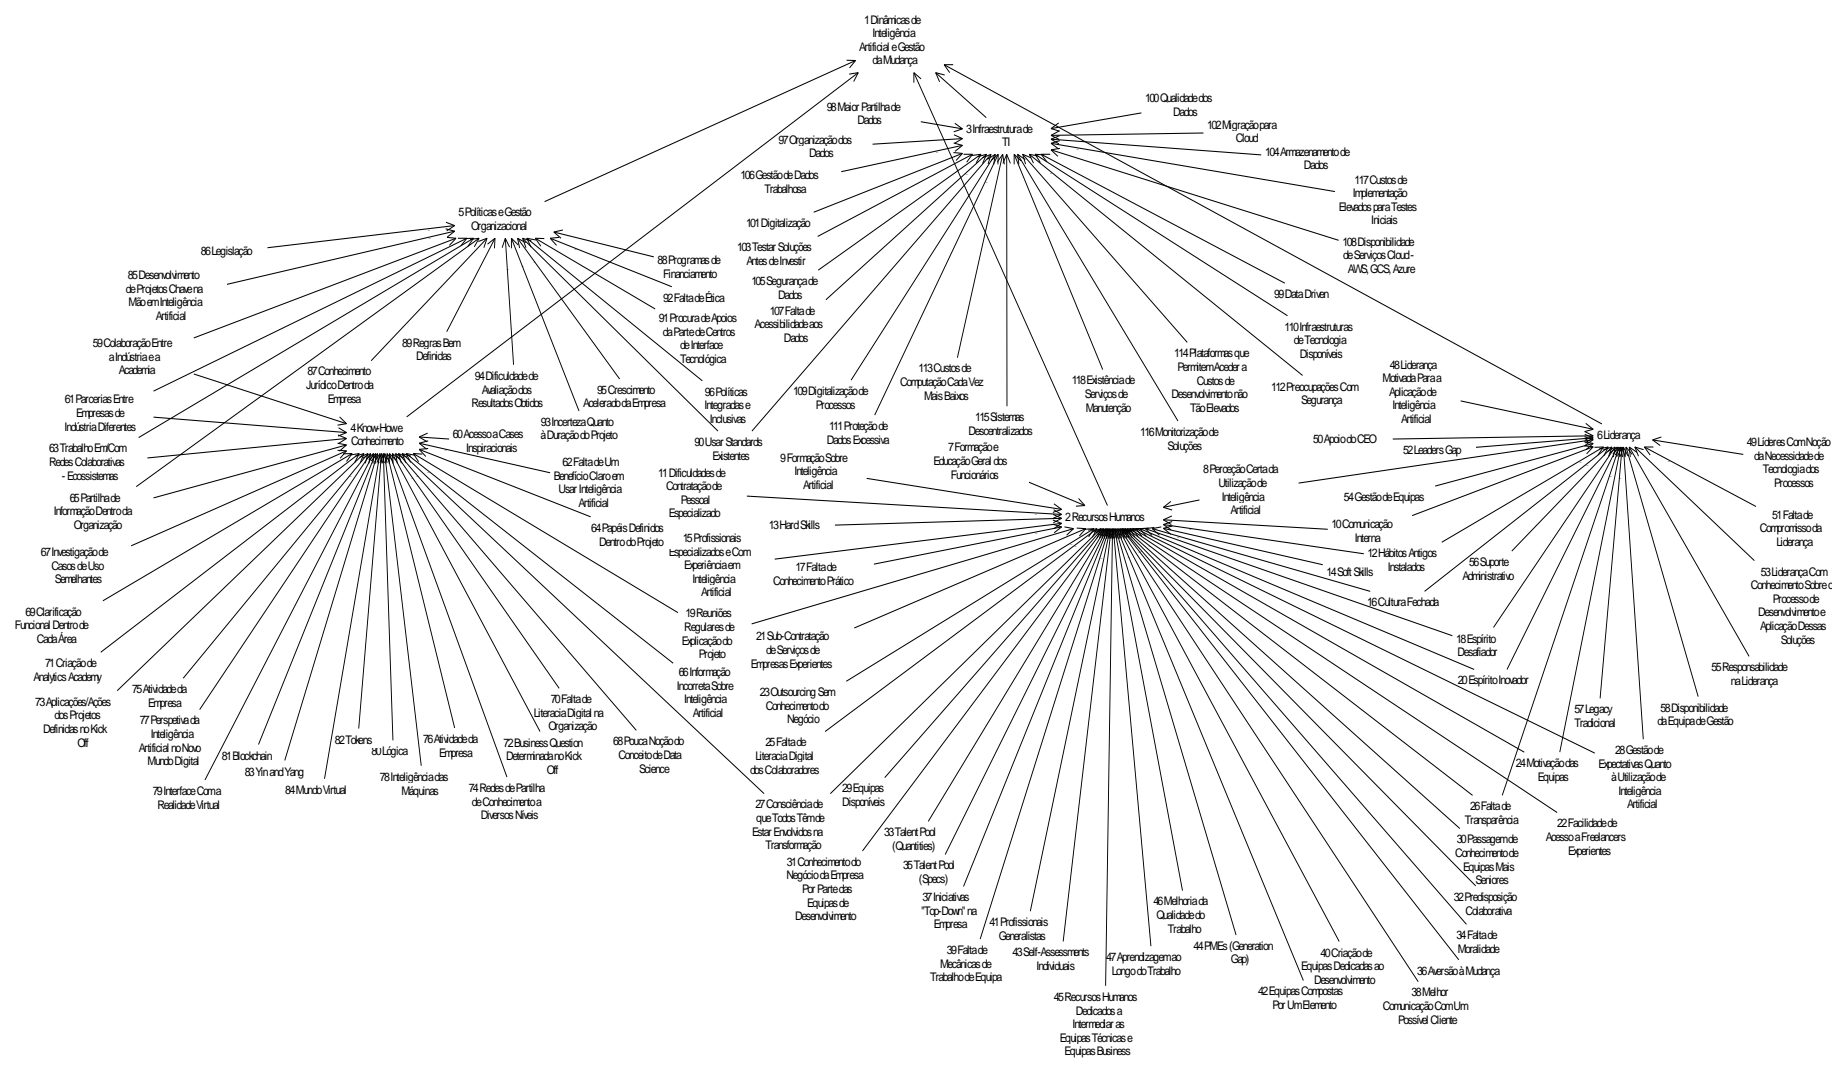 1 Dinâmicas de
Inteligência
Artificial e Gestão
da Mudança
98 Maior Partilha de
Dados
3 Infraestrutura de
TI
100 Qualidade dos
Dados
102 Migração para
Cloud
97 Organização dos
Dados
104 Armazenamento de
Dados
106 Gestão de Dados
Trabalhosa
117 Custos de
Implementação
Elevados para Testes
Iniciais
5 Políticas e Gestão
Organizacional
101 Digitalização
86 Legislação
103 Testar Soluções
Antes de Investir
108 Disponibilidade
de Serviços Cloud -
AWS, GCS, Azure
88 Programas de
Financiamento
85 Desenvolvimento
de Projetos Chave na
Mão em Inteligência
Artificial
105 Segurança de
Dados
92 Falta de Ética
99 Data Driven
107 Falta de
Acessibilidade aos
Dados
91 Procura de Apoios
da Parte de Centros
de Interface
Tecnológica
110 Infraestruturas
de Tecnologia
Disponíveis
59 Colaboração Entre
a Indústria e a
Academia
89 Regras Bem
Definidas
87 Conhecimento
Jurídico Dentro da
Empresa
94 Dificuldade de
Avaliação dos
Resultados Obtidos
95 Crescimento
Acelerado da Empresa
96 Políticas
Integradas e
Inclusivas
109 Digitalização de
Processos
113 Custos de
Computação Cada Vez
Mais Baixos
118 Existência de
Serviços de
Manutenção
114 Plataformas que
Permitem Aceder a
Custos de
Desenvolvimento não
Tão Elevados
112 Preocupações Com
Segurança
48 Liderança
Motivada Para a
Aplicação de
Inteligência
Artificial
61 Parcerias Entre
Empresas de
Indústria Diferentes
93 Incerteza Quanto
à Duração do Projeto
111 Proteção de
Dados Excessiva
115 Sistemas
Descentralizados
116 Monitorização de
Soluções
4 Know-How e
Conhecimento
60 Acesso a Cases
Inspiracionais
90 Usar Standards
Existentes
50 Apoio do CEO
6 Liderança
52 Leaders Gap
49 Líderes Com Noção
da Necessidade de
Tecnologia dos
Processos
63 Trabalho Em/Com
Redes Colaborativas
- Ecossistemas
62 Falta de Um
Benefício Claro em
Usar Inteligência
Artificial
11 Dificuldades de
Contratação de
Pessoal
Especializado
9 Formação Sobre
Inteligência
Artificial
7 Formação e
Educação Geral dos
Funcionários
8 Perceção Certa da
Utilização de
Inteligência
Artificial
54 Gestão de Equipas
65 Partilha de
Informação Dentro da
Organização
64 Papéis Definidos
Dentro do Projeto
13 Hard Skills
2 Recursos Humanos
10 Comunicação
Interna
51 Falta de
Compromisso da
Liderança
15 Profissionais
Especializados e Com
Experiência em
Inteligência
Artificial
67 Investigação de
Casos de Uso
Semelhantes
17 Falta de
Conhecimento Prático
12 Hábitos Antigos
Instalados
14 Soft Skills
56 Suporte
Administrativo
53 Liderança Com
Conhecimento Sobre o
Processo de
Desenvolvimento e
Aplicação Dessas
Soluções
16 Cultura Fechada
69 Clarificação
Funcional Dentro de
Cada Área
19 Reuniões
Regulares de
Explicação do
Projeto
21 Sub-Contratação
de Serviços de
Empresas Experientes
18 Espírito
Desafiador
71 Criação de
Analytics Academy
66 Informação
Incorreta Sobre
Inteligência
Artificial
20 Espírito Inovador
55 Responsabilidade
na Liderança
73 Aplicações/Ações
dos Projetos
Definidas no Kick
Off
75 Atividade da
Empresa
70 Falta de
Literacia Digital na
Organização
23 Outsourcing Sem
Conhecimento do
Negócio
57 Legacy
Tradicional
58 Disponibilidade
da Equipa de Gestão
77 Perspetiva da
Inteligência
Artificial no Novo
Mundo Digital
82 Tokens
80 Lógica
76 Atividade da
Empresa
72 Business Question
Determinada no Kick
Off
68 Pouca Noção do
Conceito de Data
Science
25 Falta de
Literacia Digital
dos Colaboradores
24 Motivação das
Equipas
28 Gestão de
Expectativas Quanto
à Utilização de
Inteligência
Artificial
81 Blockchain
83 Yin and Yang
78 Inteligência das
Máquinas
84 Mundo Virtual
79 Interface Com a
Realidade Virtual
74 Redes de Partilha
de Conhecimento a
Diversos Níveis
27 Consciência de
que Todos Têm de
Estar Envolvidos na
Transformação
29 Equipas
Disponíveis
26 Falta de
Transparência
22 Facilidade de
Acesso a Freelancers
Experientes
33 Talent Pool
(Quantities)
30 Passagem de
Conhecimento de
Equipas Mais
Seniores
31 Conhecimento do
Negócio da Empresa
Por Parte das
Equipas de
Desenvolvimento
35 Talent Pool
(Specs)
37 Iniciativas
"Top-Down" na
Empresa
32 Predisposição
Colaborativa
46 Melhoria da
Qualidade do
Trabalho
41 Profissionais
Generalistas
34 Falta de
Moralidade
39 Falta de
Mecânicas de
Trabalho de Equipa
43 Self-Assessments
Individuais
47 Aprendizagem ao
Longo do Trabalho
44 PMEs (Generation
Gap)
40 Criação de
Equipas Dedicadas ao
Desenvolvimento
36 Aversão à Mudança
42 Equipas Compostas
Por Um Elemento
38 Melhor
Comunicação Com Um
Possível Cliente
45 Recursos Humanos
Dedicados a
Intermediar as
Equipas Técnicas e
Equipas Business